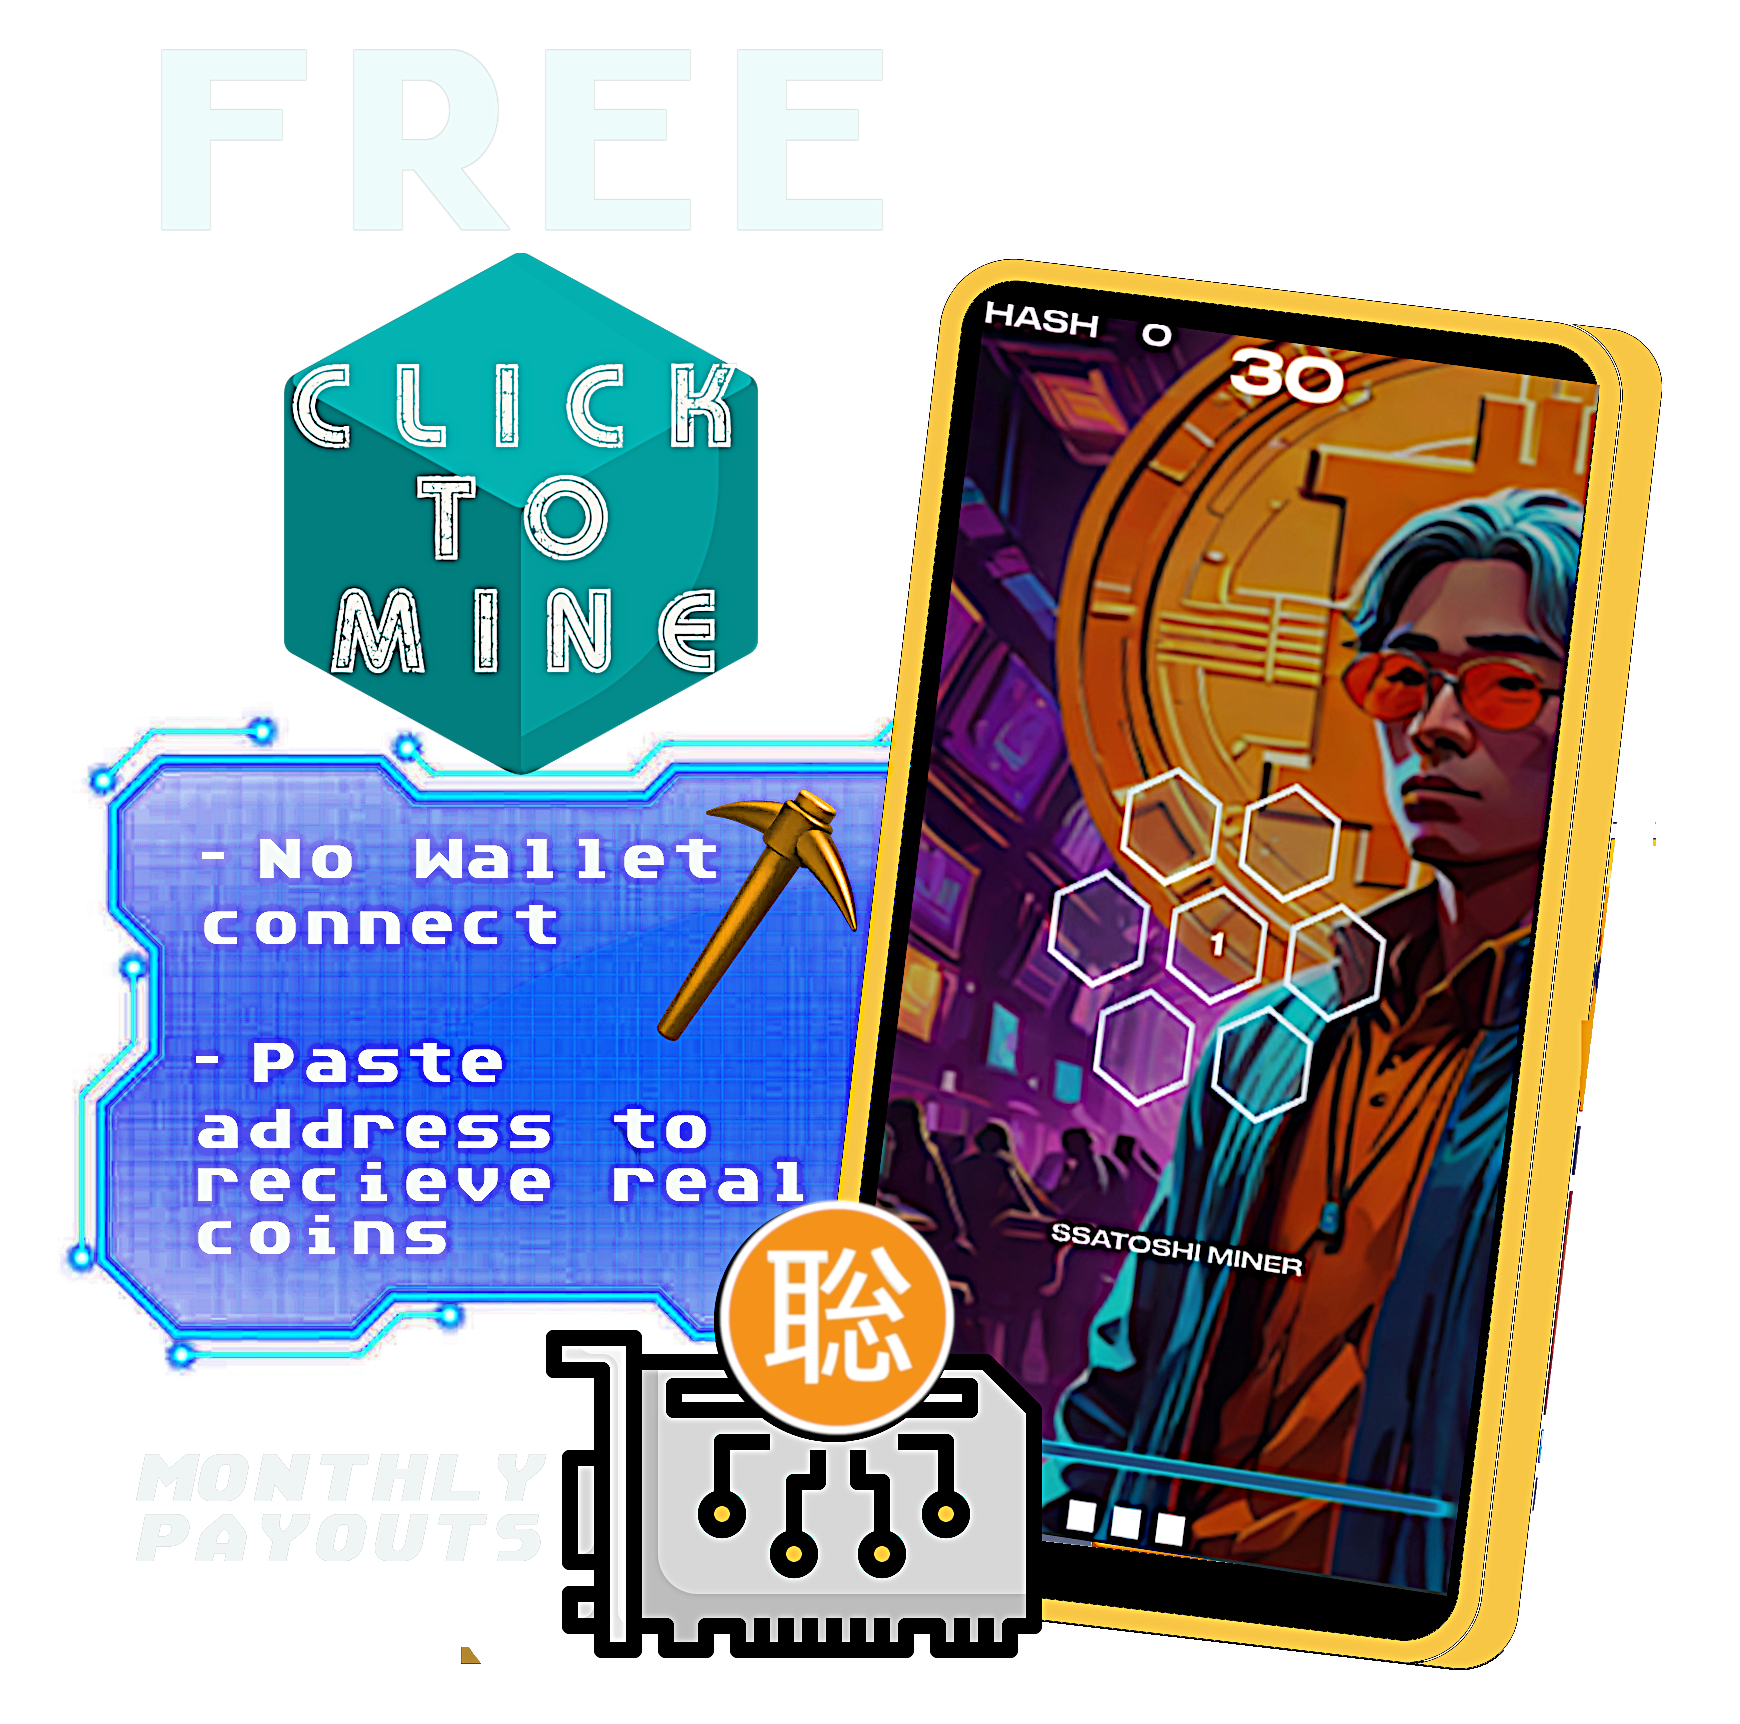 FREE
CLICK
TO
MINE
- No Wallet
connect
- Paste
address to
recieve real
coins
MONTHLY
PAYOUTS
HASH 0
30
1
SSATOSHI MINER
聡